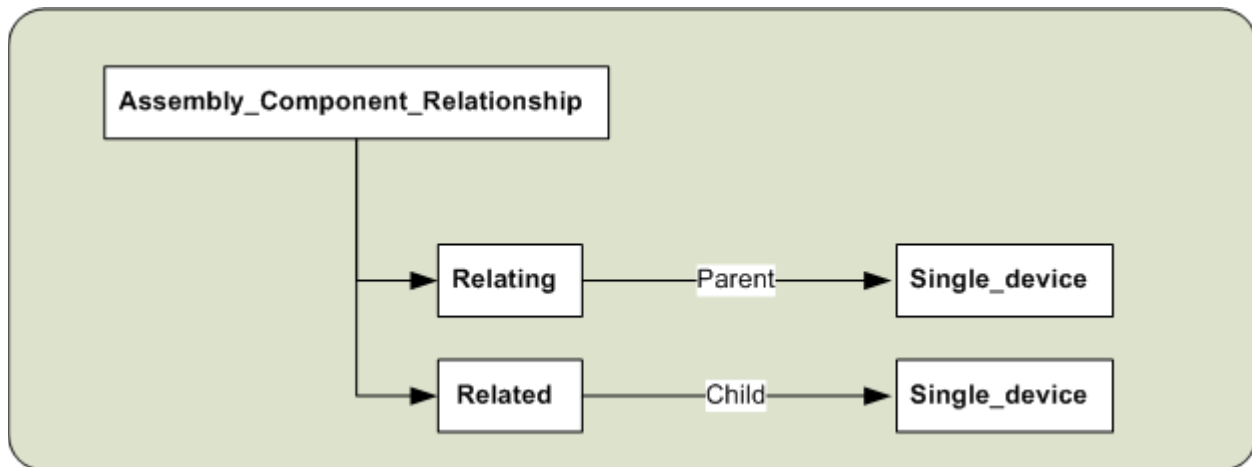 Assembly_Component_Relationship
Relating
Parent
Single_device
Related
Child
Single_device